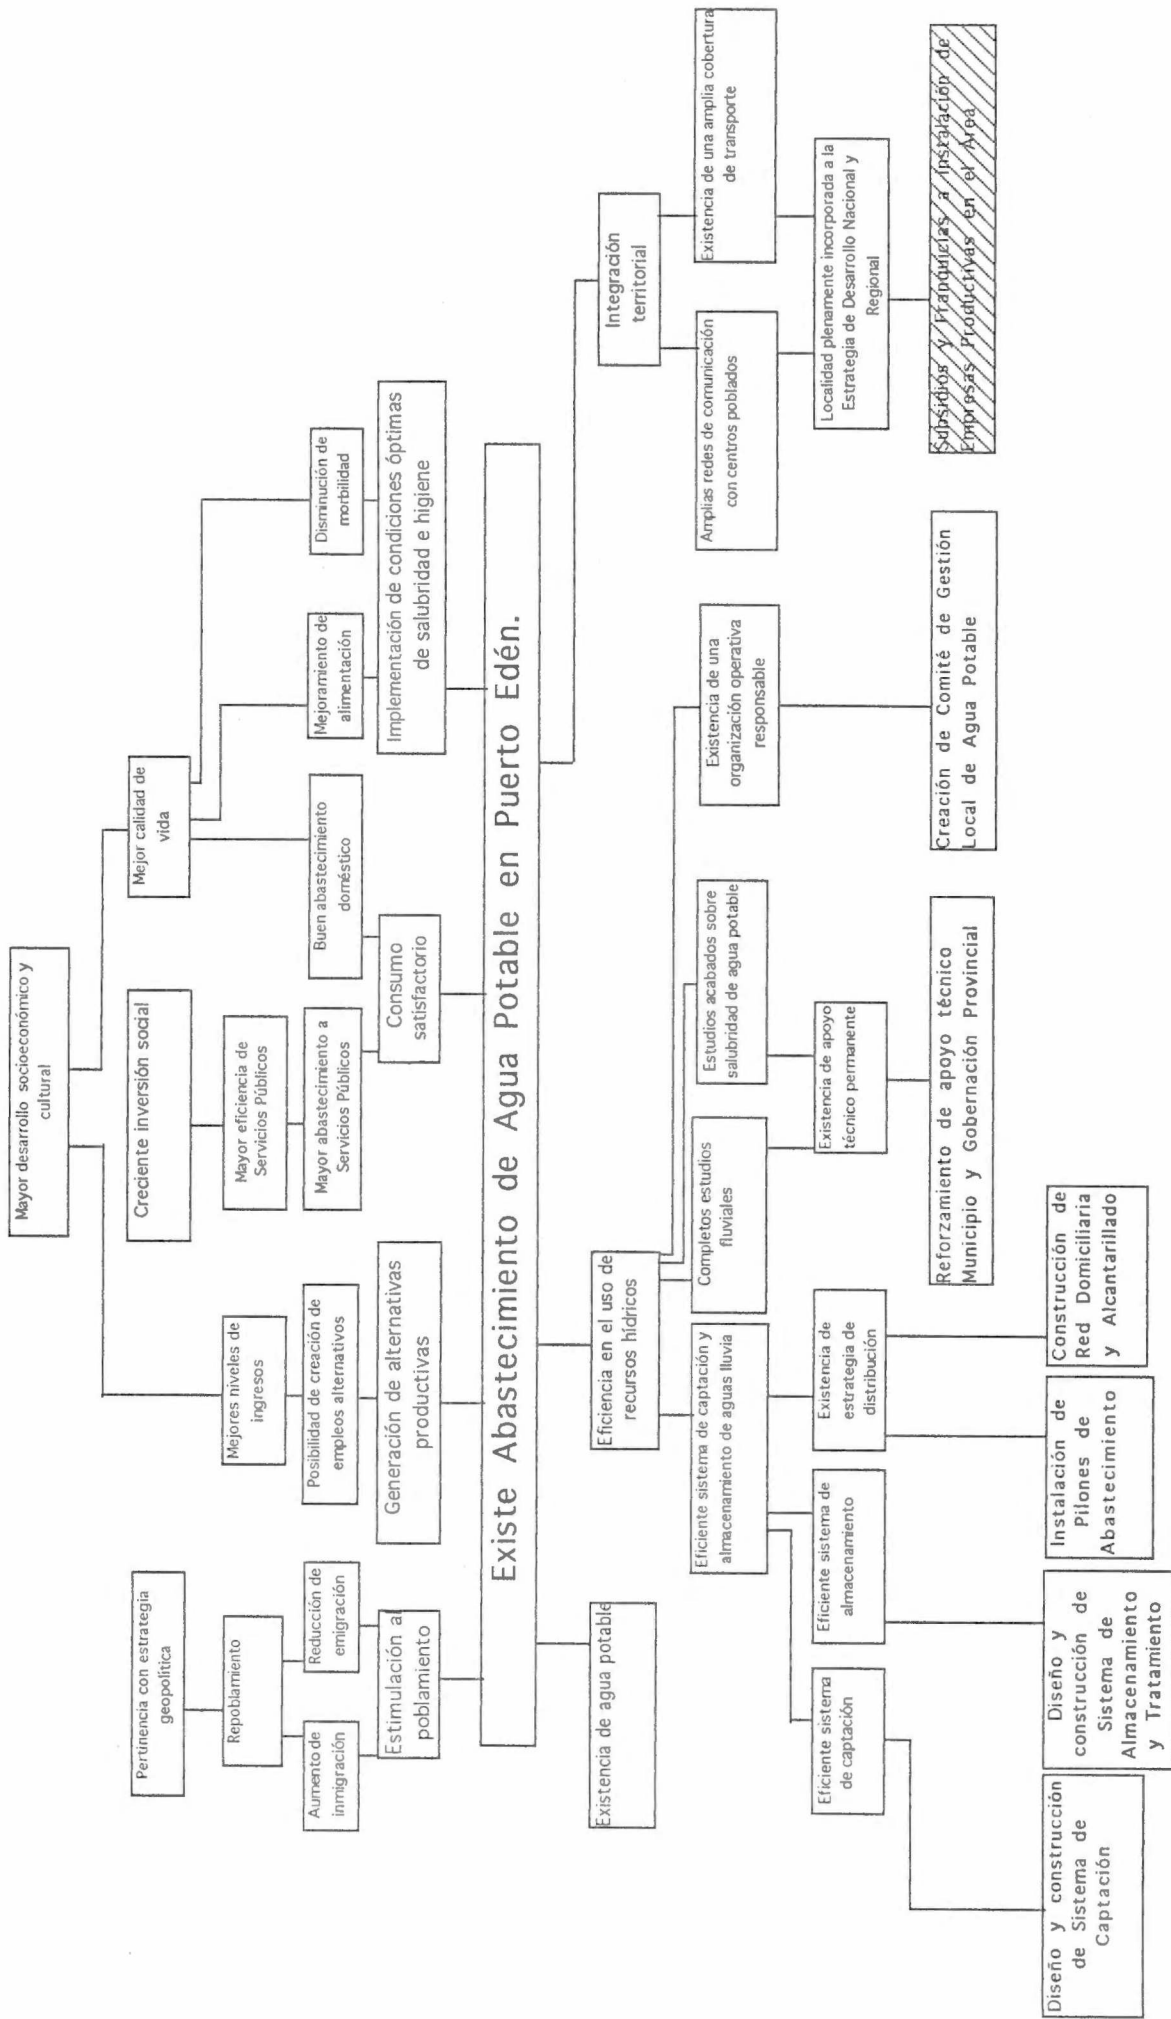 Mayor desarrollo socioeconómico y
cultural
Pertinencia con estrategia
geopolítica
Creciente inversión social
Mejor calidad de
vida
Repoblamiento
Mejores niveles de
ingresos
Mayor eficiencia de
Servicios Públicos
Aumento de
inmigración
Reducción de
emigración
Posibilidad de creación de
empleos alternativos
Mayor abastecimiento a
Servicios Públicos
Buen abastecimiento
doméstico
Mejoramiento de
alimentación
Disminución de
morbilidad
Estimulación al
poblamiento
Generación de alternativas
productivas
Consumo
satisfactorio
Implementación de condiciones óptimas
de salubridad e higiene
Existe Abastecimiento de Agua Potable en Puerto Edén.
Existencia de agua potable
Eficiencia en el uso de
recursos hídricos
Integración
territorial
Eficiente sistema de captación y
almacenamiento de aguas lluvia
Completos estudios
fluviales
Estudios acabados sobre
salubridad de agua potable
Existencia de una
organización operativa
responsable
Amplias redes de comunicación
con centros poblados
Existencia de una amplia cobertura
de transporte
Eficiente sistema
de captación
Eficiente sistema de
almacenamiento
Existencia de
estrategia de
distribución
Existencia de apoyo
técnico permanente
Localidad plenamente incorporada a la
Estrategia de Desarrollo Nacional y
Regional
Reforzamiento de apoyo técnico
Municipio y Gobernación Provincial
Creación de Comité de Gestión
Local de Agua Potable
Subsidios y Franquicias a instalación de
Empresas Productivas en el Area
Diseño y construcción
de Sistema de
Captación
Diseño y
construcción de
Sistema de
Almacenamiento
y Tratamiento
Instalación de
Pilones de
Abastecimiento
Construcción de
Red Domiciliaria
y Alcantarillado